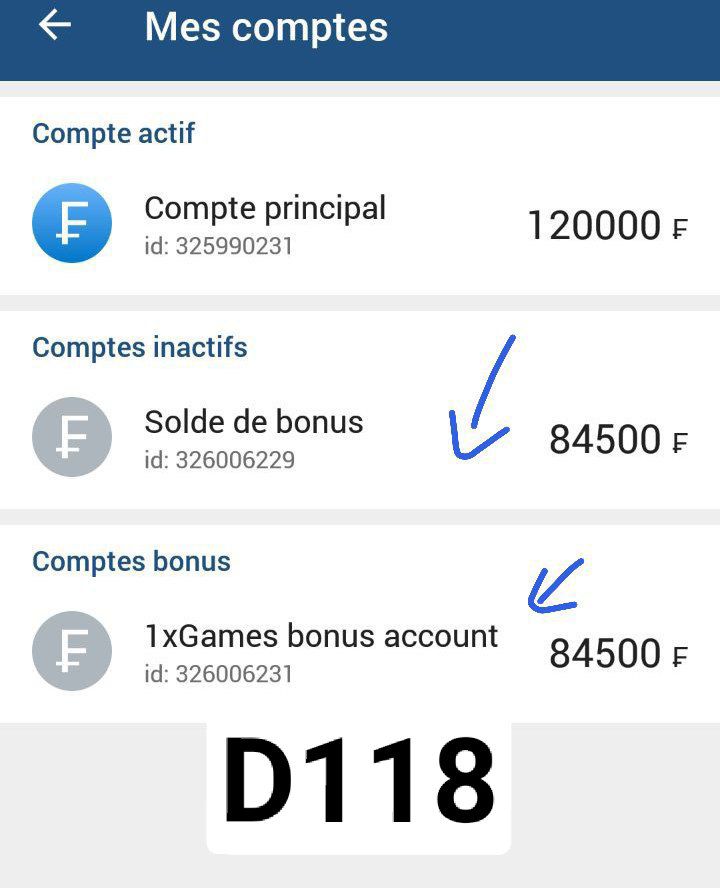 Mes comptes
Compte actif
Compte principal
120000 ₣
id: 325990231
Comptes inactifs
Solde de bonus
84500 ₣
id: 326006229
Comptes bonus
1xGames bonus account
84500 ₣
id: 326006231
D118